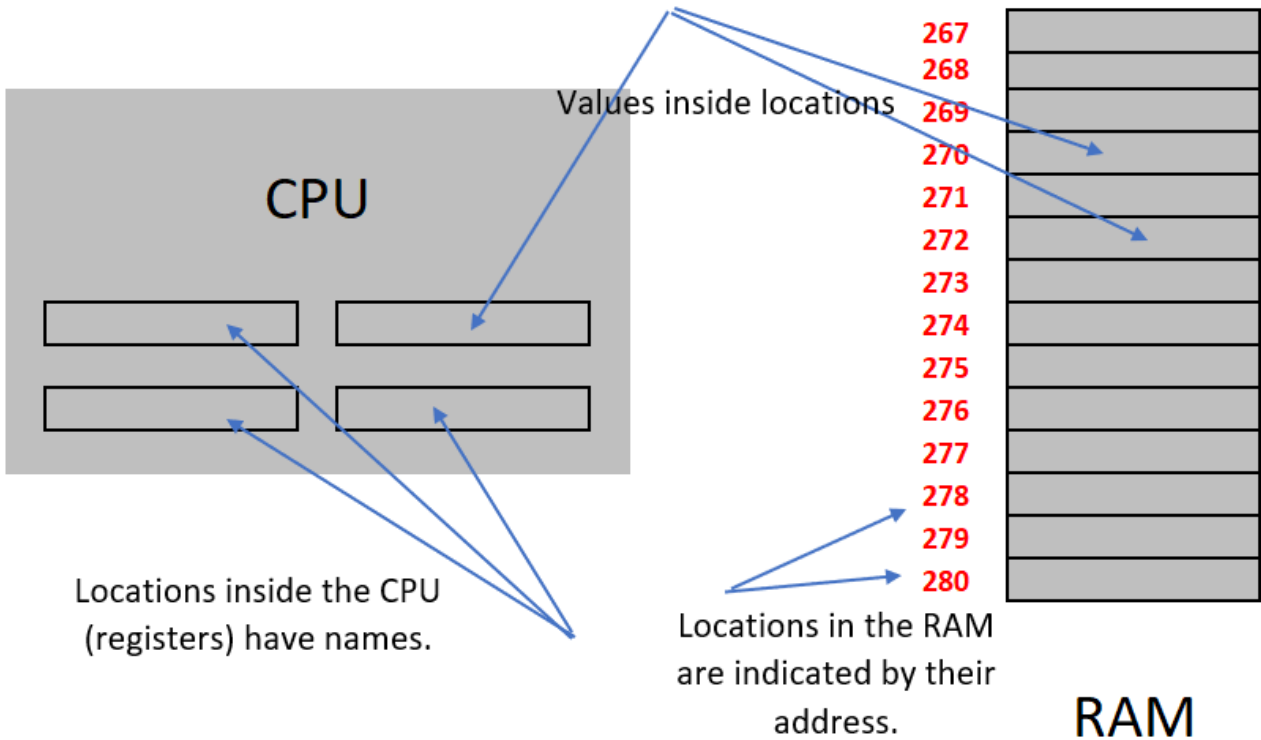 Values inside locations
CPU
Locations inside the CPU
(registers) have names.
267
268
269
270
271
272
273
274
275
276
277
278
279
280
Locations in the RAM
are indicated by their
address.
RAM